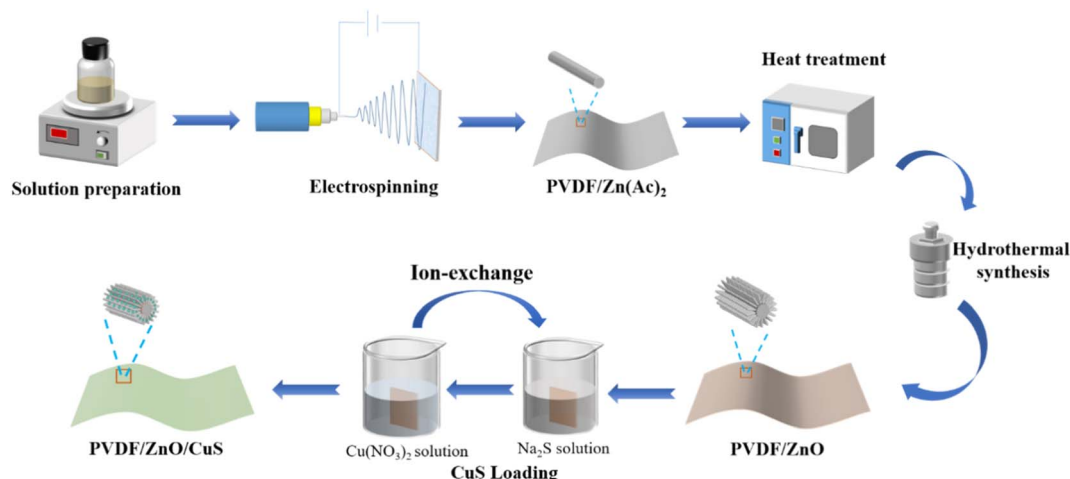 Solution preparation
Electrospinning
PVDF/Zn(Ac)₂
Heat treatment
Hydrothermal
synthesis
PVDF/ZnO
Ion-exchange
Na₂S solution
Cu(NO₃)₂ solution
CuS Loading
PVDF/ZnO/CuS